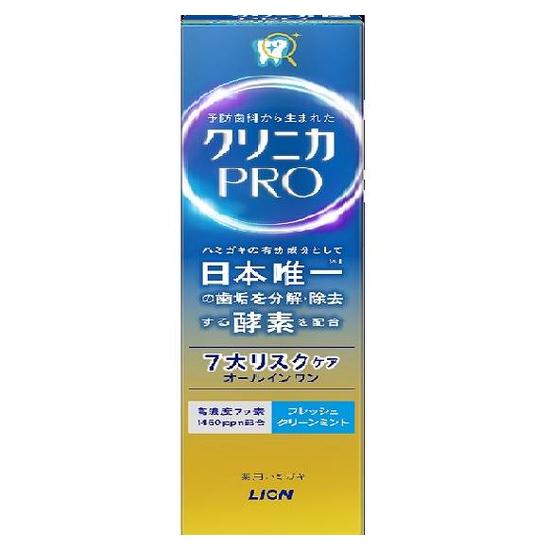 予防歯科から生まれた
クリニカ
PRO
ハミガキの有効成分として
日本唯一
の歯垢を分解・除去
する酵素を配合
7大リスクケア
オールインワン
高濃度フッ素
1450ppm配合
フレッシュ
クリーンミント
薬用ハミガキ
LION